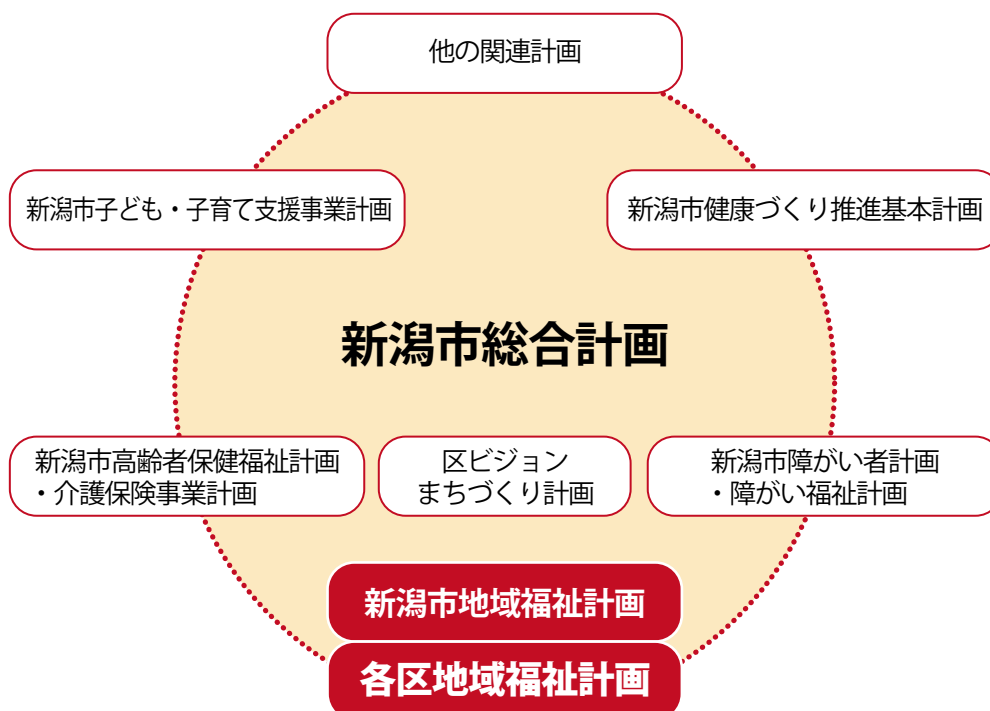 他の関連計画
新潟市子ども・子育て支援事業計画
新潟市健康づくり推進基本計画
新潟市総合計画
新潟市高齢者保健福祉計画
・介護保険事業計画
区ビジョン
まちづくり計画
新潟市障がい者計画
・障がい福祉計画
新潟市地域福祉計画
各区地域福祉計画